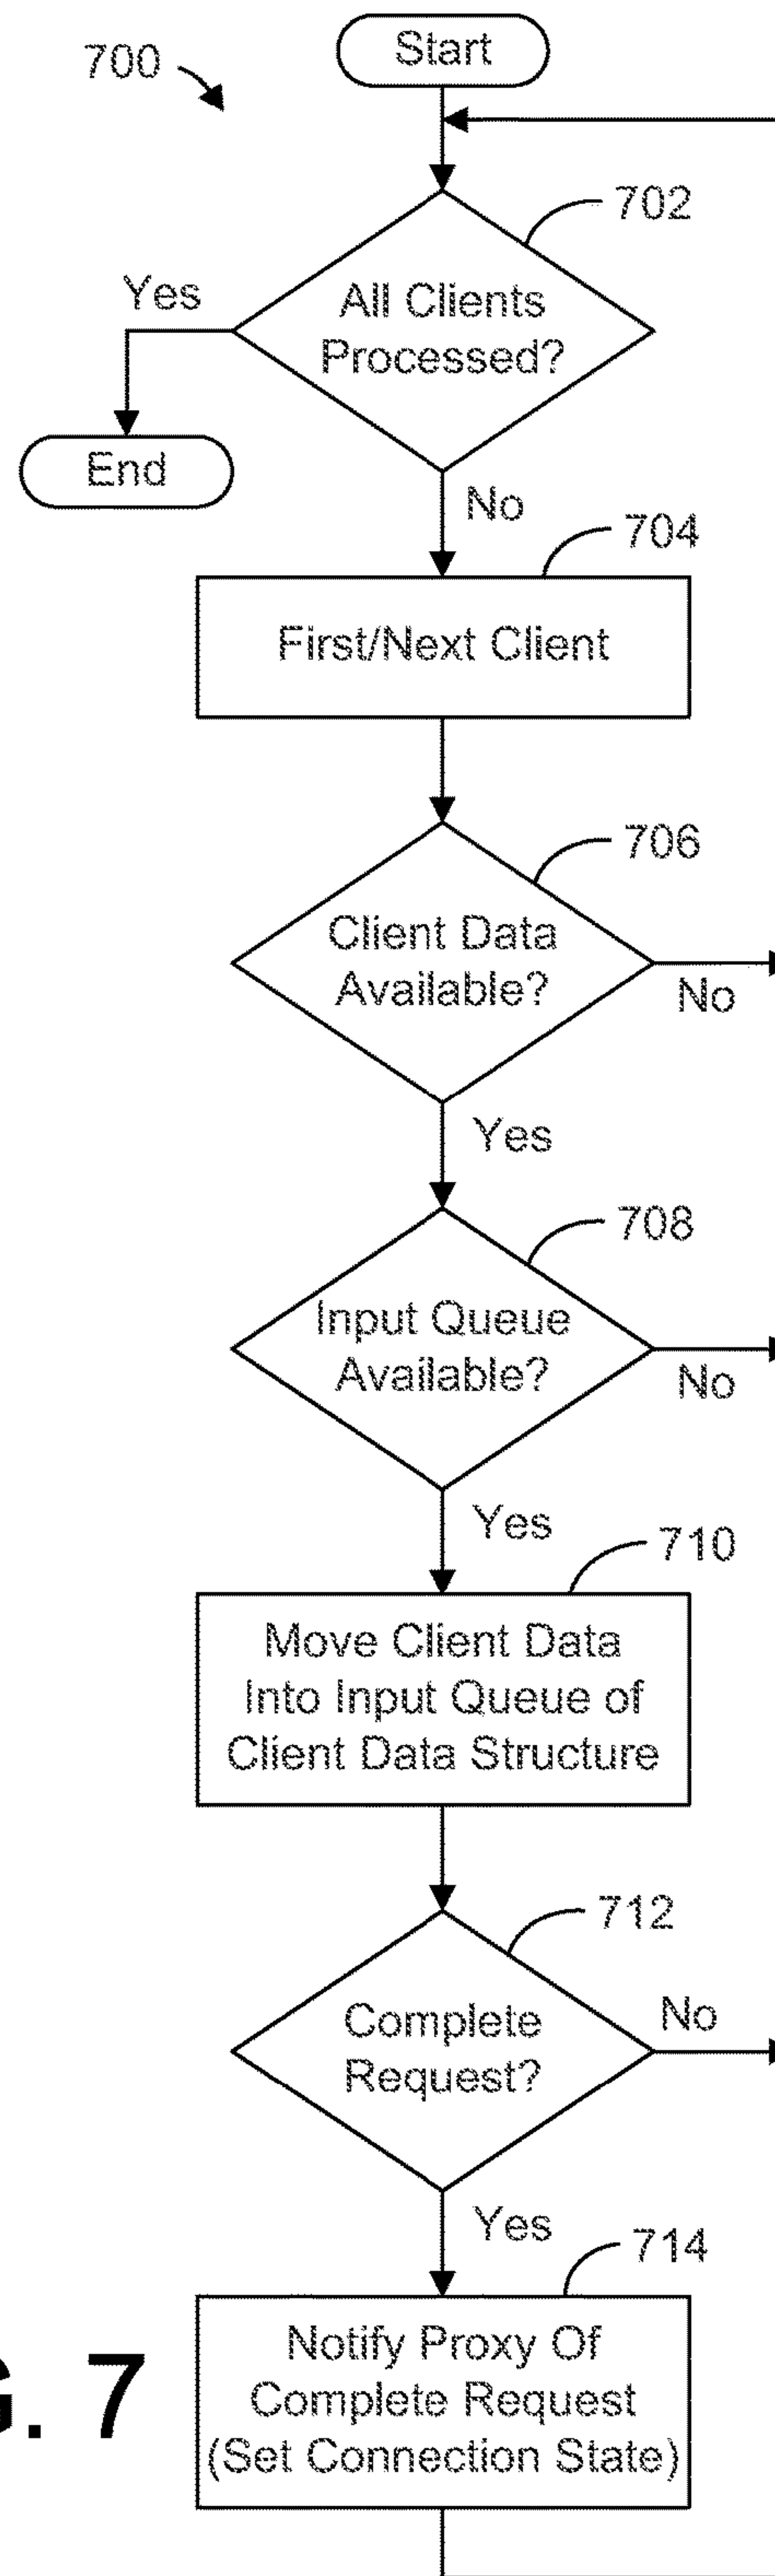 Start
700
702
All Clients
Processed?
Yes
End
No
704
First/Next Client
706
Client Data
Available?
No
Yes
708
Input Queue
Available?
No
Yes
710
Move Client Data
Into Input Queue of
Client Data Structure
712
Complete
Request?
No
Yes
714
Notify Proxy Of
Complete Request
(Set Connection State)
G. 7